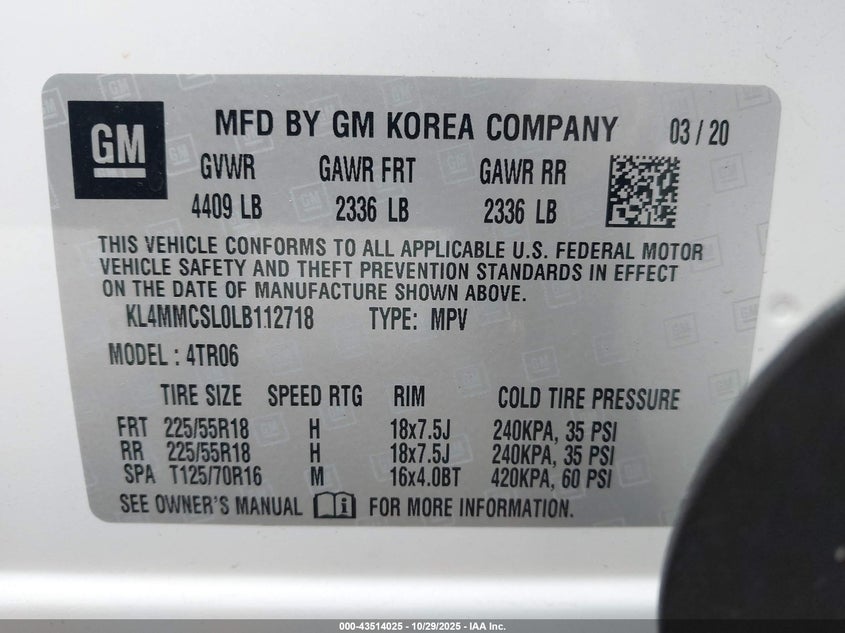 GM
MFD BY GM KOREA COMPANY 03 / 20
GVWR GAWR FRT GAWR RR
4409 LB 2336 LB 2336 LB
THIS VEHICLE CONFORMS TO ALL APPLICABLE U.S. FEDERAL MOTOR
VEHICLE SAFETY AND THEFT PREVENTION STANDARDS IN EFFECT
ON THE DATE OF MANUFACTURE SHOWN ABOVE.
KL4MMCSL0LB112718 TYPE: MPV
MODEL : 4TR06
TIRE SIZE SPEED RTG RIM COLD TIRE PRESSURE
FRT 225/55R18 H 18x7.5J 240KPA, 35 PSI
RR 225/55R18 H 18x7.5J 240KPA, 35 PSI
SPA T125/70R16 M 16x4.0BT 420KPA, 60 PSI
SEE OWNER'S MANUAL i FOR MORE INFORMATION.
000-43514025 - 10/29/2025 - IAA Inc.